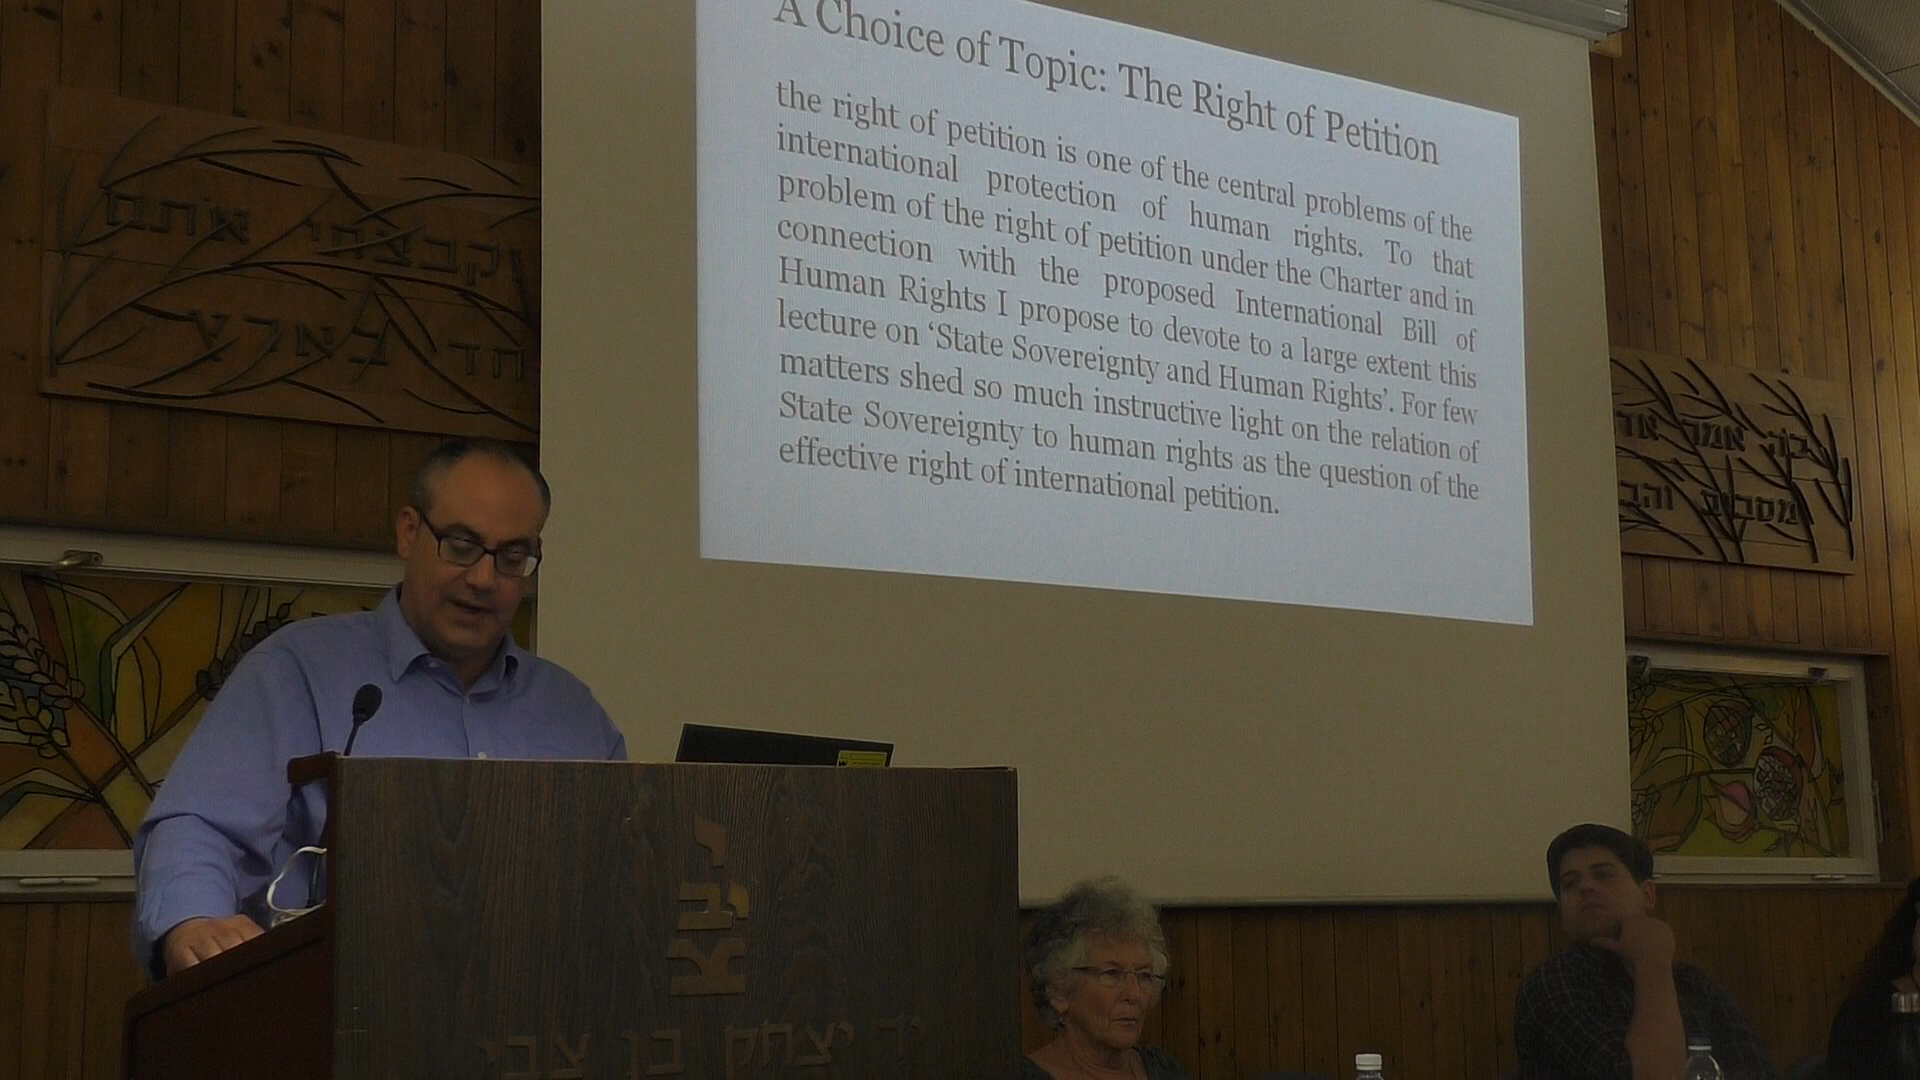 A Choice of Topic: The Right of Petition
the right of petition is one of the central problems of the
international protection of human rights. To that
problem of the right of petition under the Charter and in
connection with the proposed International Bill of
Human Rights I propose to devote to a large extent this
lecture on ‘State Sovereignty and Human Rights’. For few
matters shed so much instructive light on the relation of
State Sovereignty to human rights as the question of the
effective right of international petition.
וקבצתי אותם
לארץ
אמר
יד יצחק בן צבי